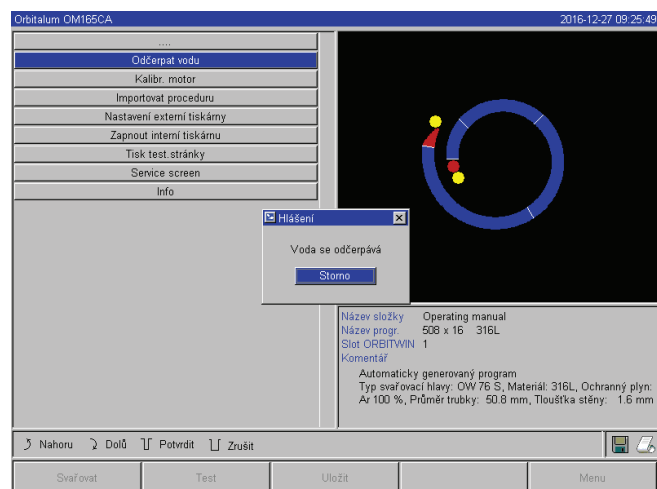 Orbitalum OM165CA 2016-12-27 09:25:49
....
Odčerpat vodu
Kalibr. motor
Importovat proceduru
Nastavení externí tiskárny
Zapnout interní tiskárnu
Tisk test.stránky
Service screen
Info
Hlášení
Voda se odčerpává
Storno
Název složky Operating manual
Název progr. 508 x 16 316L
Slot ORBITWIN 1
Komentář
Automaticky generovaný program
Typ svařovací hlavy: OW 76 S, Materiál: 316L, Ochranný plyn:
Ar 100 %, Průměr trubky: 50.8 mm, Tloušťka stěny: 1.6 mm
Nahoru Dolů Potvrdit Zrušit
Svařovat Test Uložit Menu